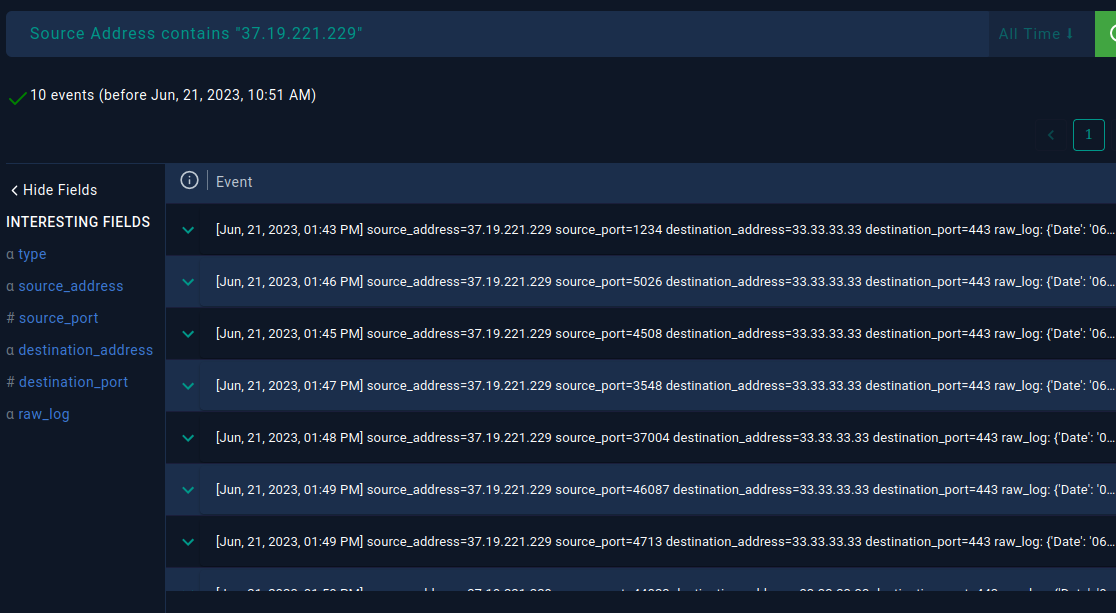 Source Address contains "37.19.221.229"
All Time
10 events (before Jun, 21, 2023, 10:51 AM)
1
Hide Fields
Event
INTERESTING FIELDS
α type
α source_address
# source_port
α destination_address
# destination_port
α raw_log
[Jun, 21, 2023, 01:43 PM] source_address=37.19.221.229 source_port=1234 destination_address=33.33.33.33 destination_port=443 raw_log: {'Date': '06...
[Jun, 21, 2023, 01:46 PM] source_address=37.19.221.229 source_port=5026 destination_address=33.33.33.33 destination_port=443 raw_log: {'Date': '06...
[Jun, 21, 2023, 01:45 PM] source_address=37.19.221.229 source_port=4508 destination_address=33.33.33.33 destination_port=443 raw_log: {'Date': '06...
[Jun, 21, 2023, 01:47 PM] source_address=37.19.221.229 source_port=3548 destination_address=33.33.33.33 destination_port=443 raw_log: {'Date': '06...
[Jun, 21, 2023, 01:48 PM] source_address=37.19.221.229 source_port=37004 destination_address=33.33.33.33 destination_port=443 raw_log: {'Date': '0...
[Jun, 21, 2023, 01:49 PM] source_address=37.19.221.229 source_port=46087 destination_address=33.33.33.33 destination_port=443 raw_log: {'Date': '0...
[Jun, 21, 2023, 01:49 PM] source_address=37.19.221.229 source_port=4713 destination_address=33.33.33.33 destination_port=443 raw_log: {'Date': '06...